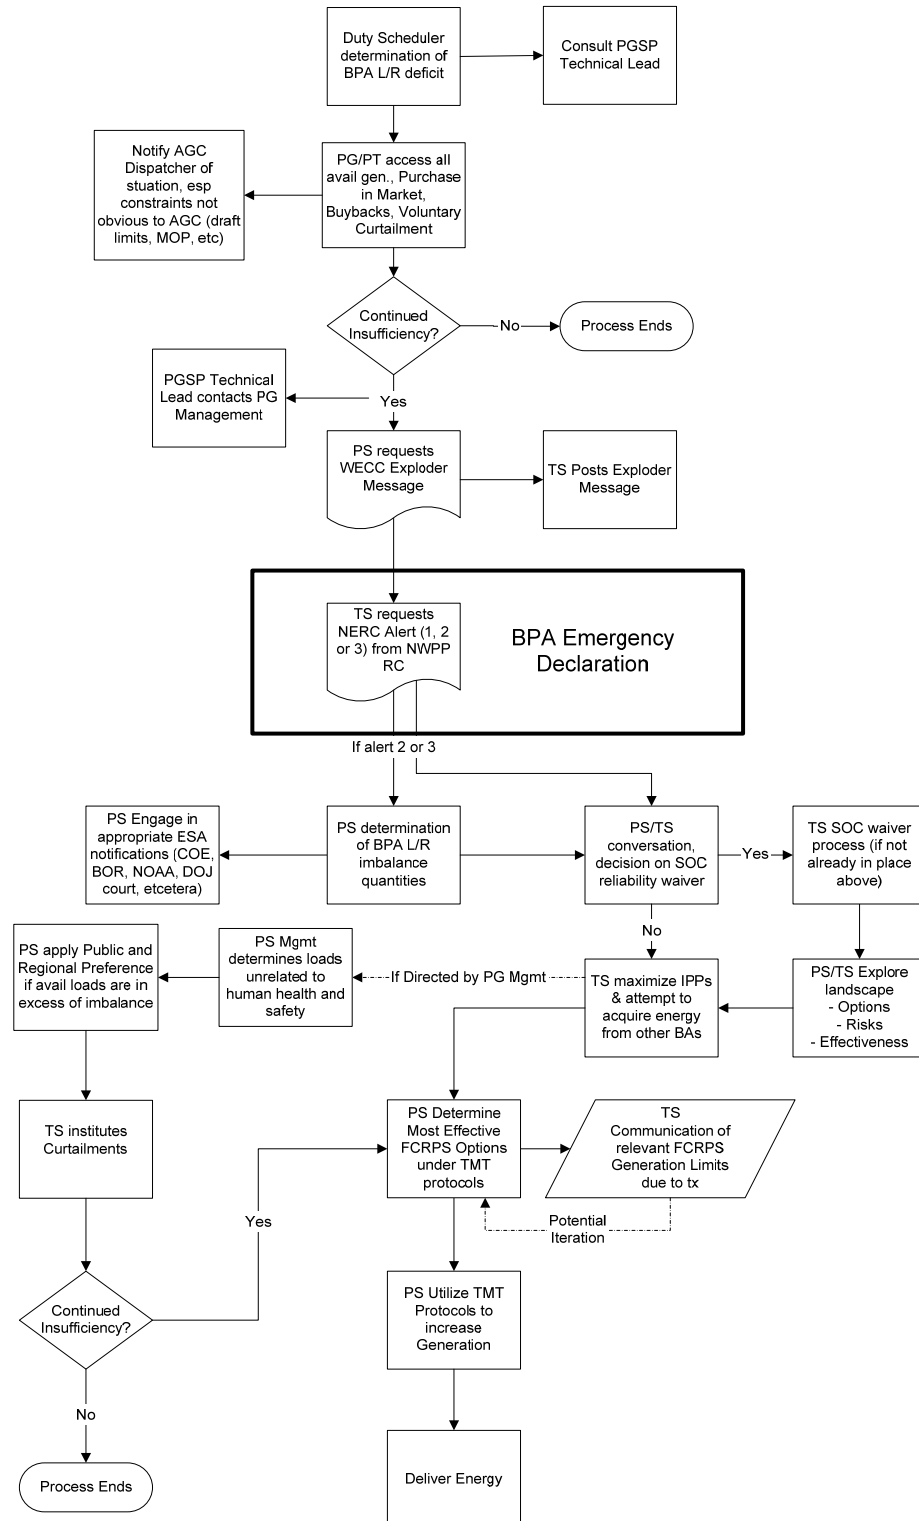 Duty Scheduler
determination of
BPA L/R deficit
Consult PGSP
Technical Lead
Notify AGC
Dispatcher of
stuation, esp
constraints not
obvious to AGC (draft
limits, MOP, etc)
PG/PT access all
avail gen., Purchase
in Market,
Buybacks, Voluntary
Curtailment
Continued
Insufficiency?
No
Process Ends
PGSP Technical
Lead contacts PG
Management
Yes
PS requests
WECC Exploder
Message
TS Posts Exploder
Message
TS requests
NERC Alert (1, 2
or 3) from NWPP
RC
BPA Emergency
Declaration
If alert 2 or 3
PS Engage in
appropriate ESA
notifications (COE,
BOR, NOAA, DOJ
court, etcetera)
PS determination
of BPA L/R
imbalance
quantities
PS/TS
conversation,
decision on SOC
reliability waiver
Yes
TS SOC waiver
process (if not
already in place
above)
No
PS apply Public and
Regional Preference
if avail loads are in
excess of imbalance
PS Mgmt
determines loads
unrelated to
human health and
safety
If Directed by PG Mgmt
TS maximize IPPs
& attempt to
acquire energy
from other BAs
PS/TS Explore
landscape
- Options
- Risks
- Effectiveness
TS institutes
Curtailments
PS Determine
Most Effective
FCRPS Options
under TMT
protocols
TS
Communication of
relevant FCRPS
Generation Limits
due to tx
Yes
Potential
Iteration
Continued
Insufficiency?
PS Utilize TMT
Protocols to
increase
Generation
No
Process Ends
Deliver Energy